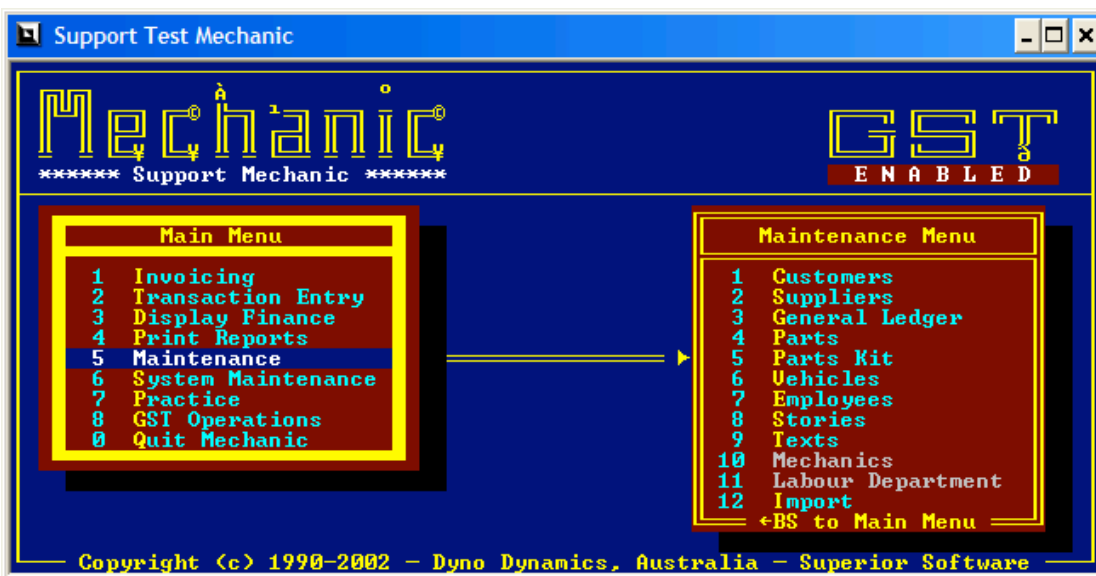 Support Test Mechanic
Mechanic
GST
****** Support Mechanic ******
ENABLED
Main Menu
1 Invoicing
2 Transaction Entry
3 Display Finance
4 Print Reports
5 Maintenance
6 System Maintenance
7 Practice
8 GST Operations
0 Quit Mechanic
Maintenance Menu
1 Customers
2 Suppliers
3 General Ledger
4 Parts
5 Parts Kit
6 Vehicles
7 Employees
8 Stories
9 Texts
10 Mechanics
11 Labour Department
12 Import
←BS to Main Menu
Copyright (c) 1990-2002 - Dyno Dynamics, Australia - Superior Software